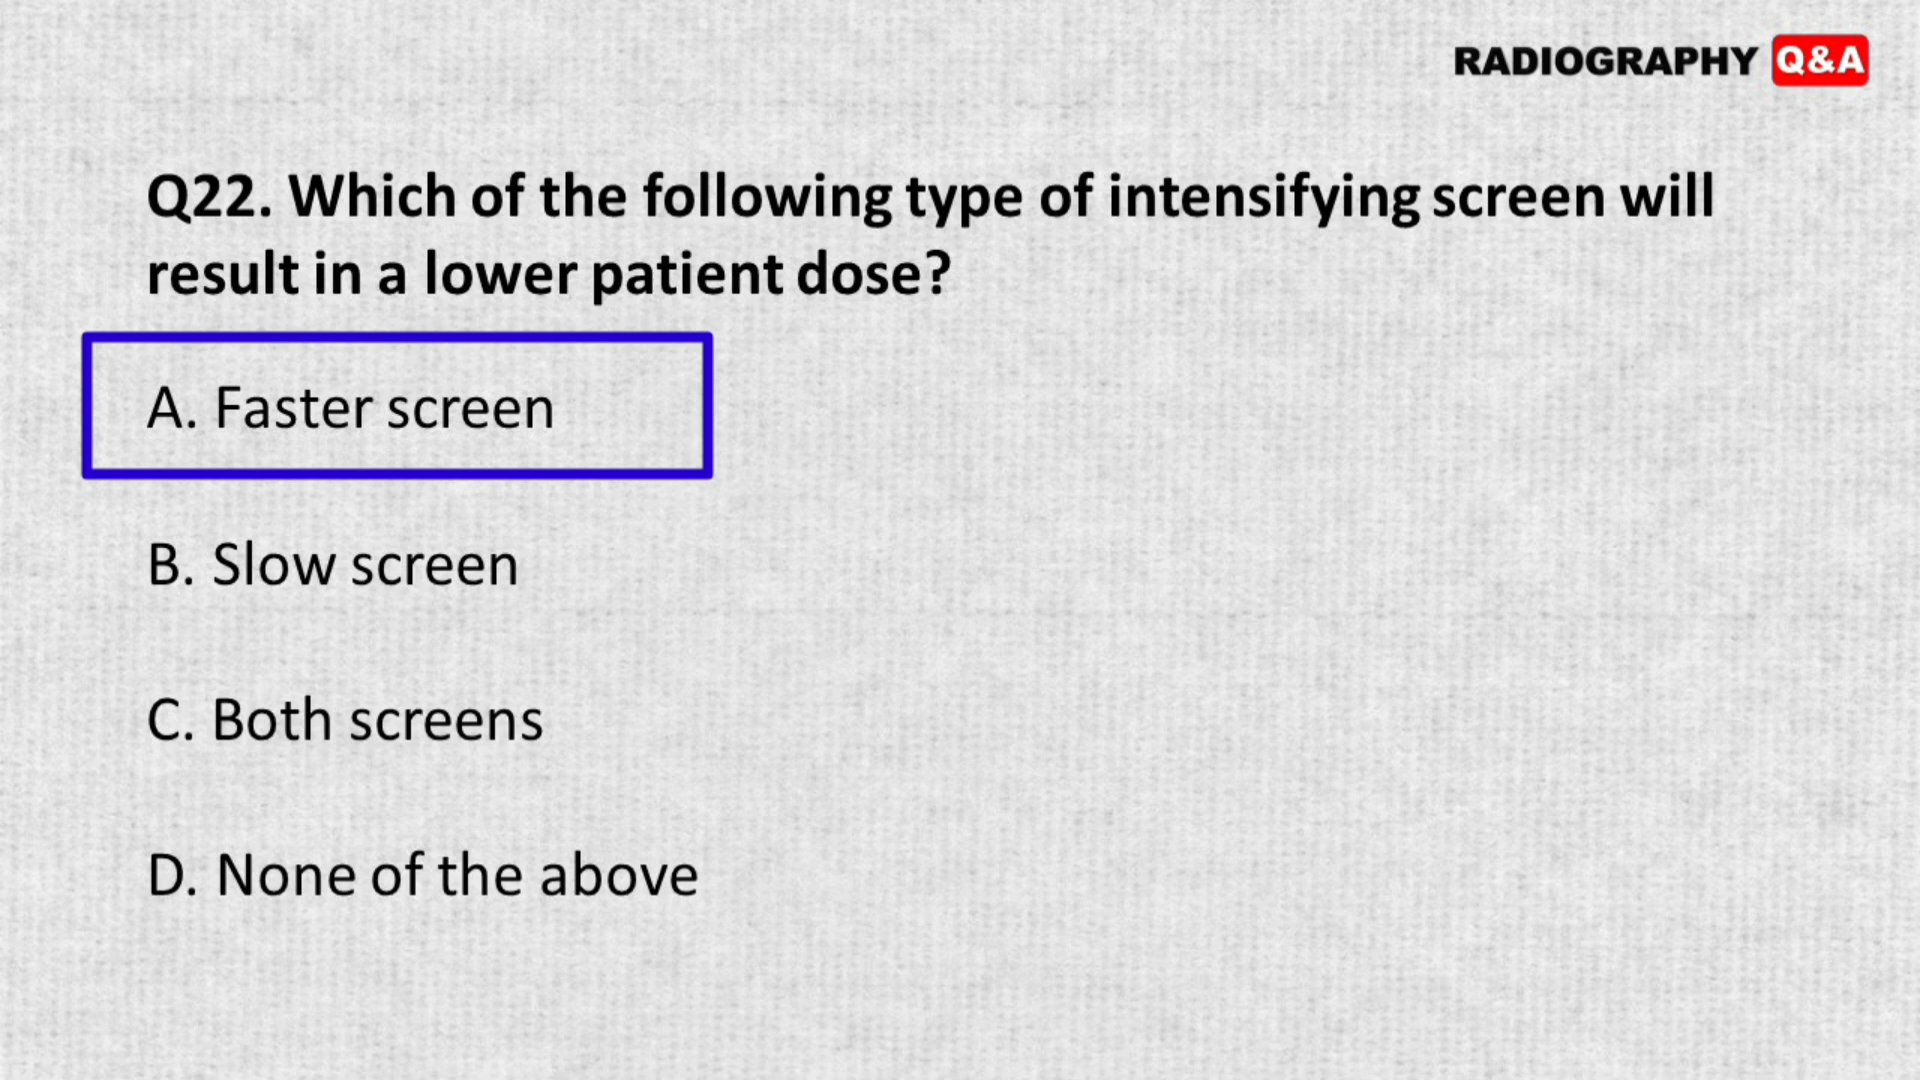 RADIOGRAPHY Q&A
Q22. Which of the following type of intensifying screen will
result in a lower patient dose?
A. Faster screen
B. Slow screen
C. Both screens
D. None of the above